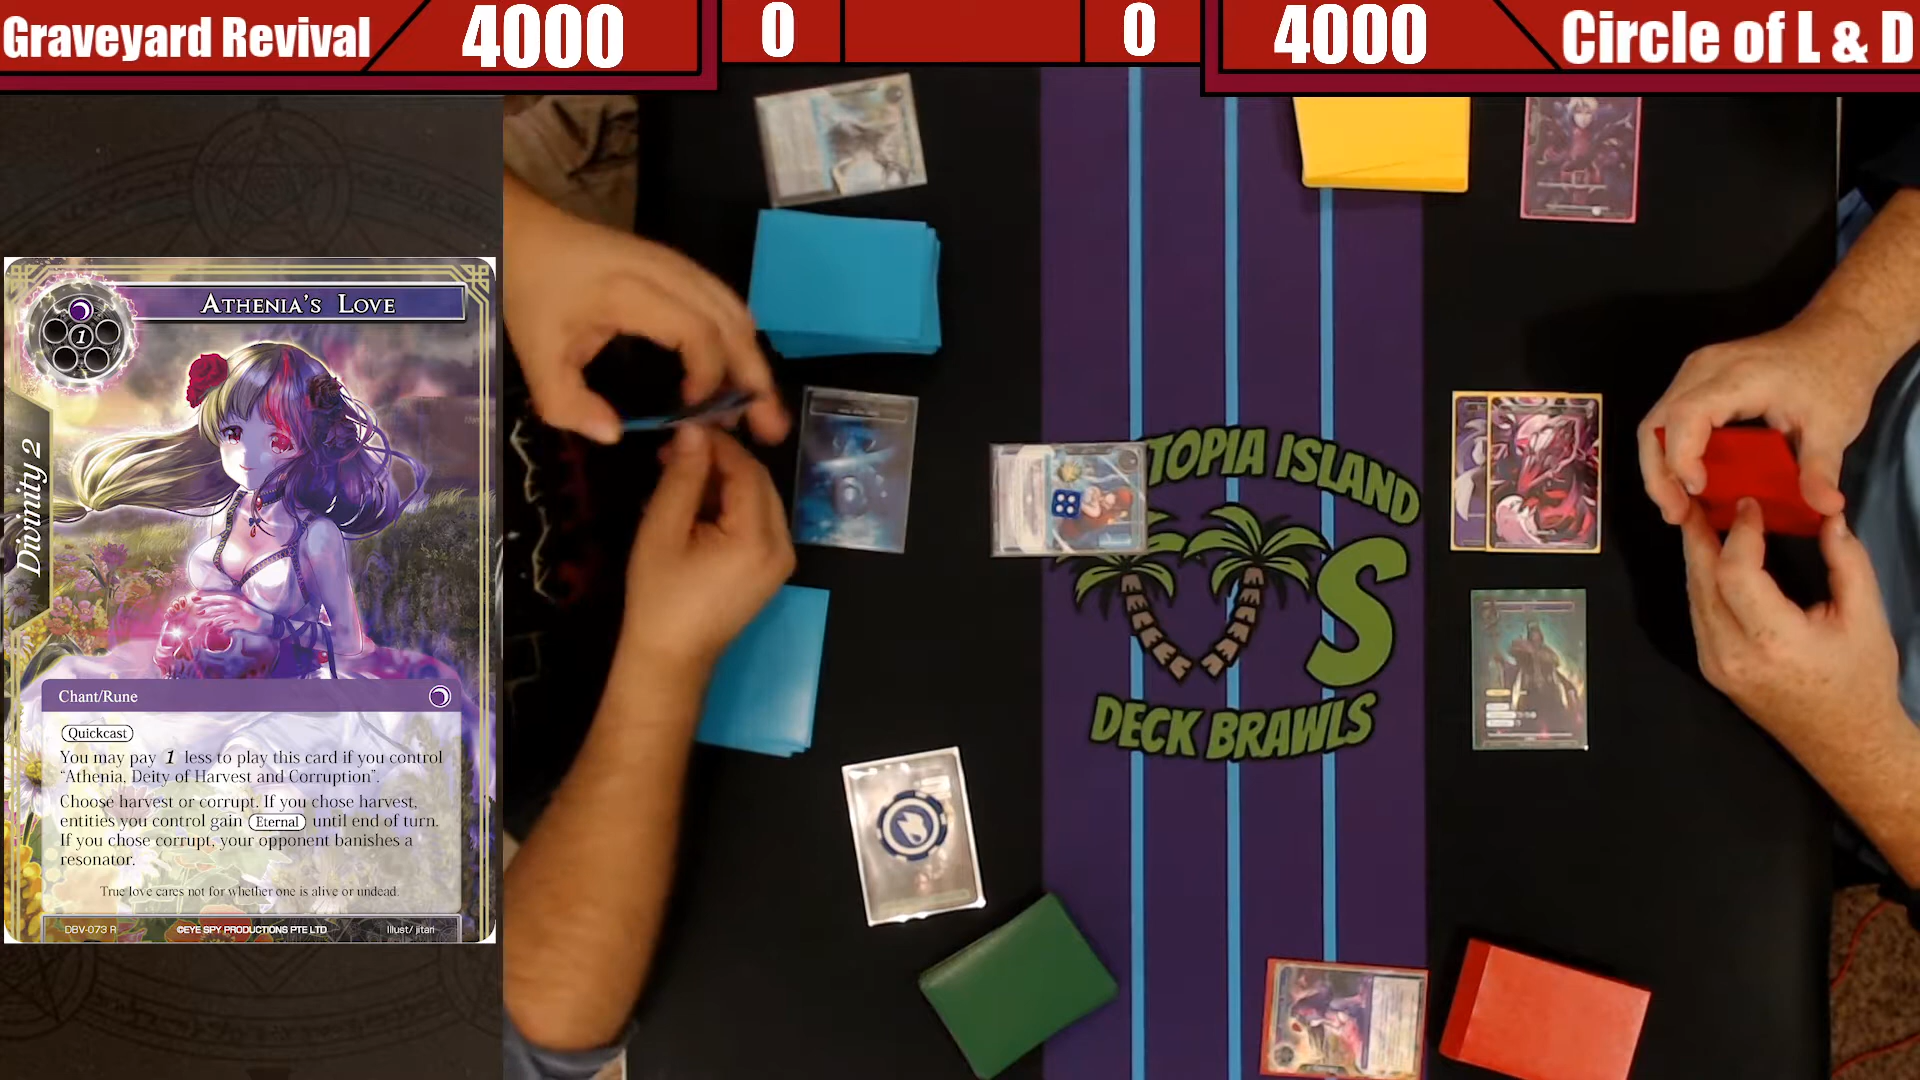 Graveyard Revival
4000
0
0
4000
Circle of L & D
Athenia's Love
1
Divinity 2
Chant/Rune
Quickcast
You may pay 1 less to play this card if you control
“Athenia, Deity of Harvest and Corruption”.
Choose harvest or corrupt. If you chose harvest,
entities you control gain Eternal until end of turn.
If you chose corrupt, your opponent banishes a
resonator.
True love cares not for whether one is alive or undead.
DBV-073 R
©EYE SPY PRODUCTIONS PTE LTD
Illust/ jitari
TOPIA ISLAND
S
DECK BRAWLS